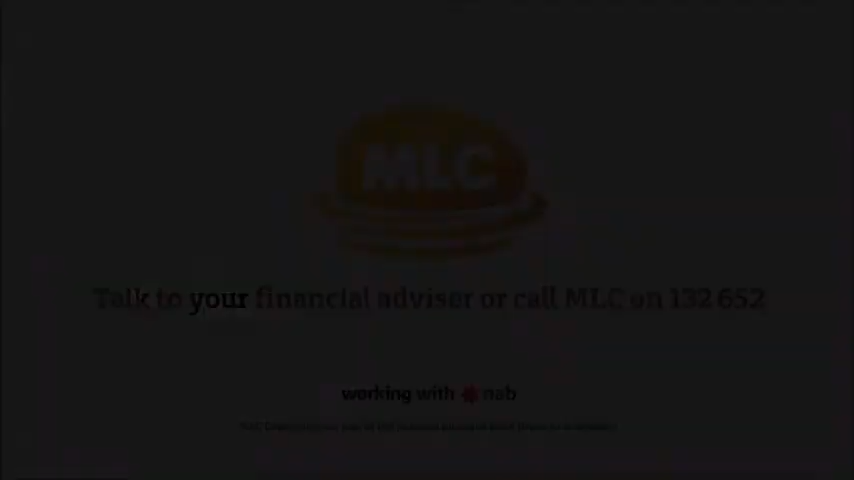 MLC
Talk to your financial adviser or call MLC on 132 652
working with nab